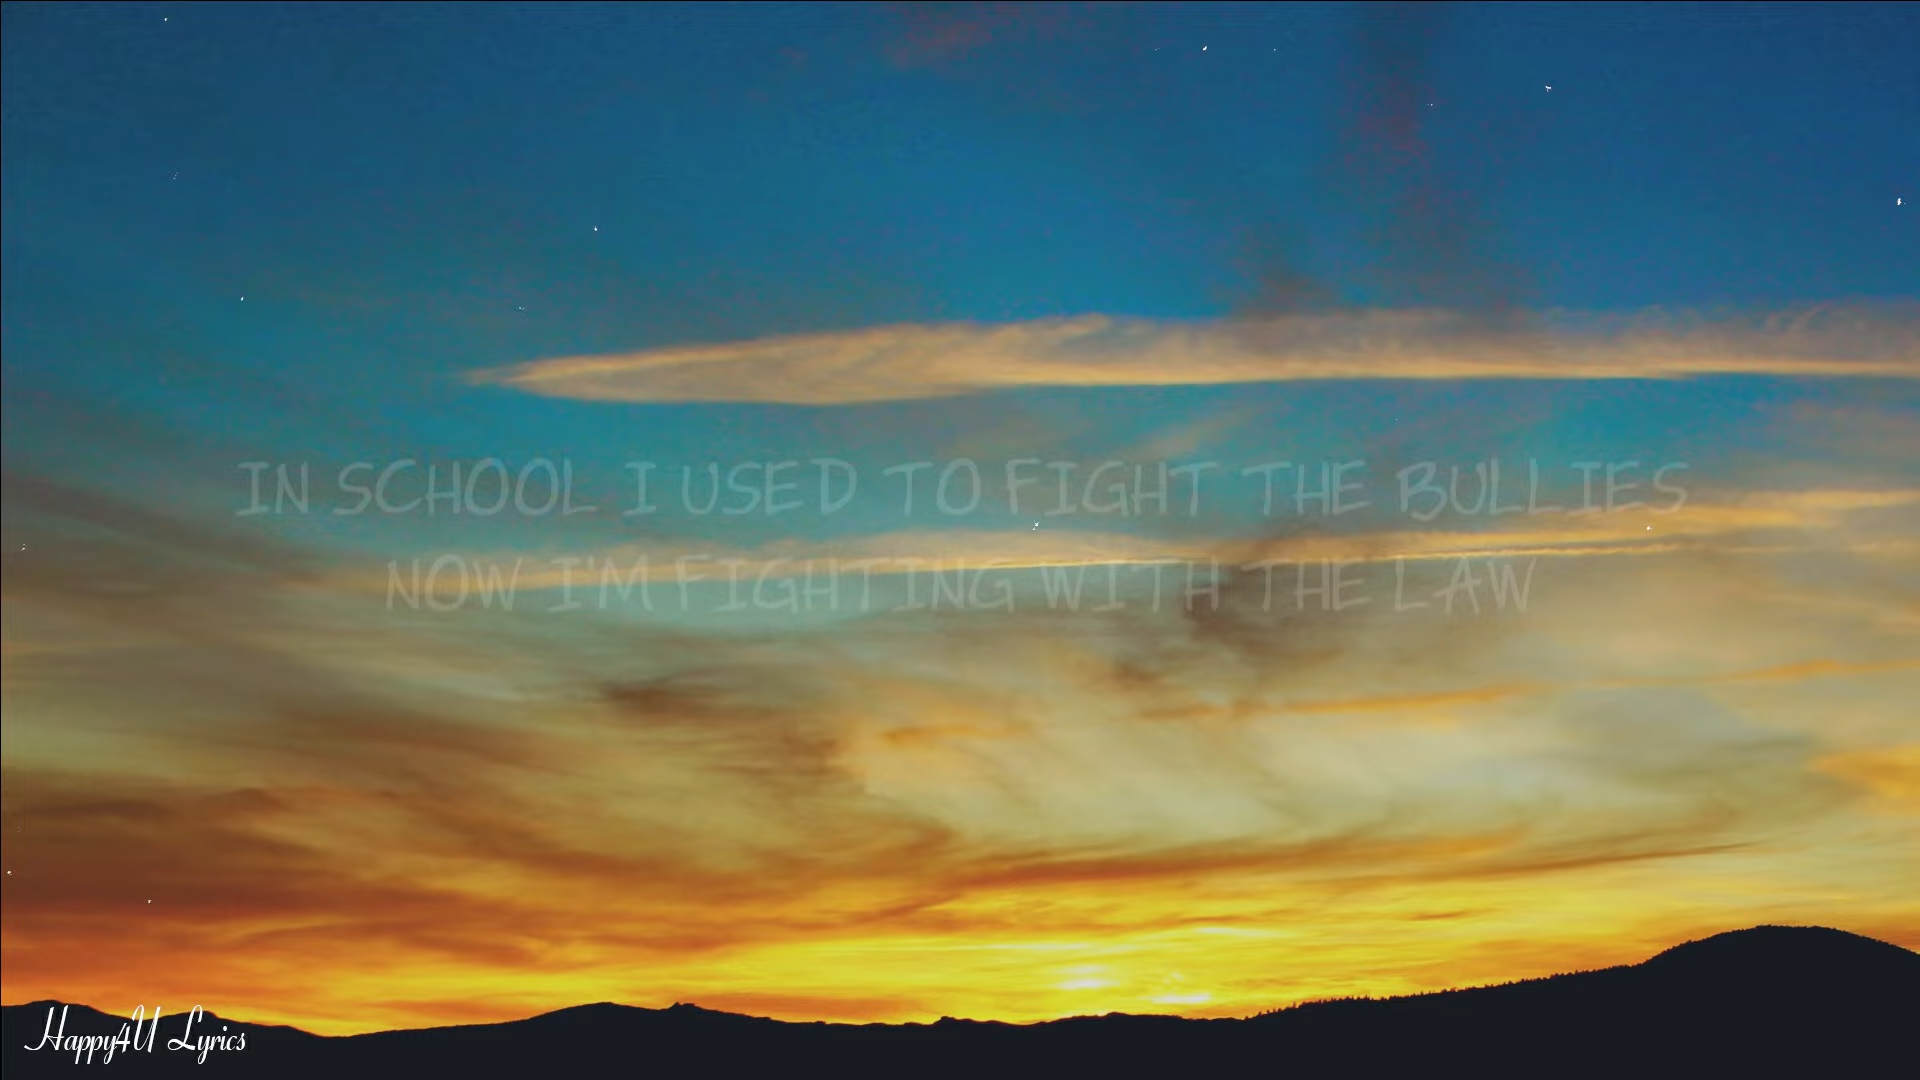 IN SCHOOL I USED TO FIGHT THE BULLIES
NOW I'M FIGHTING WITH THE LAW
Happy4U Lyrics